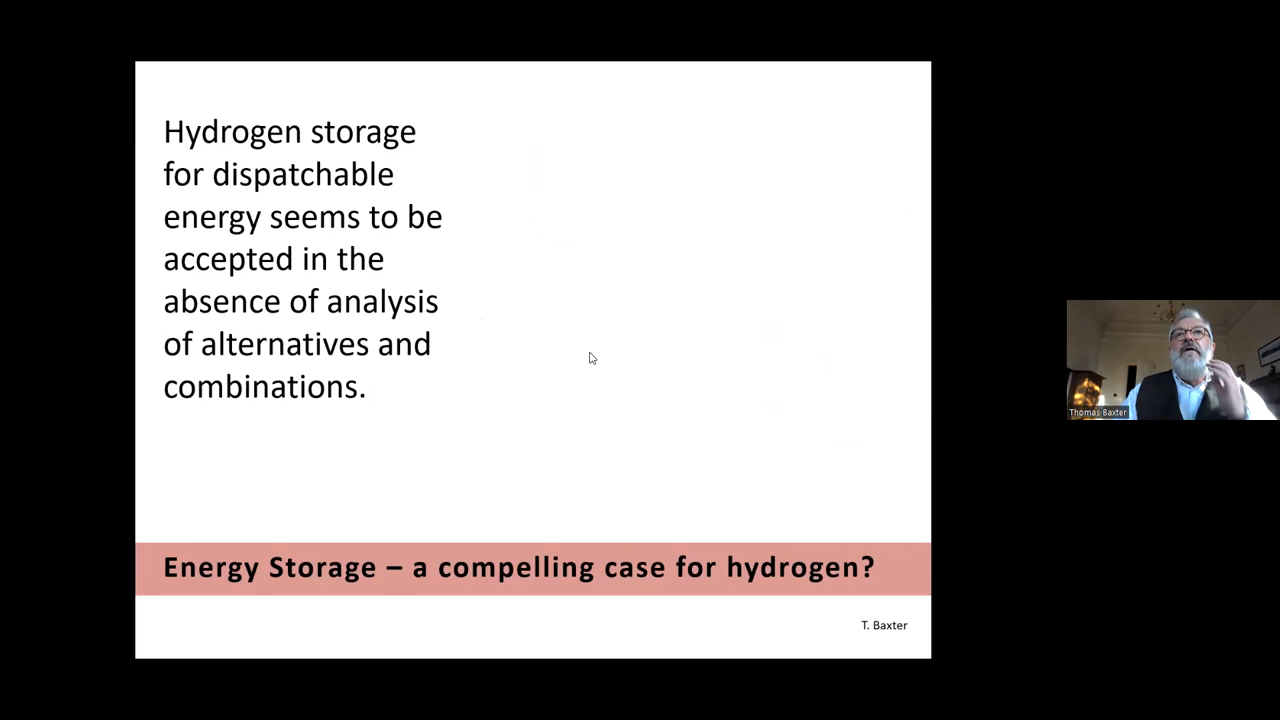 Hydrogen storage
for dispatchable
energy seems to be
accepted in the
absence of analysis
of alternatives and
combinations.
Energy Storage – a compelling case for hydrogen?
T. Baxter
Thomas Baxter